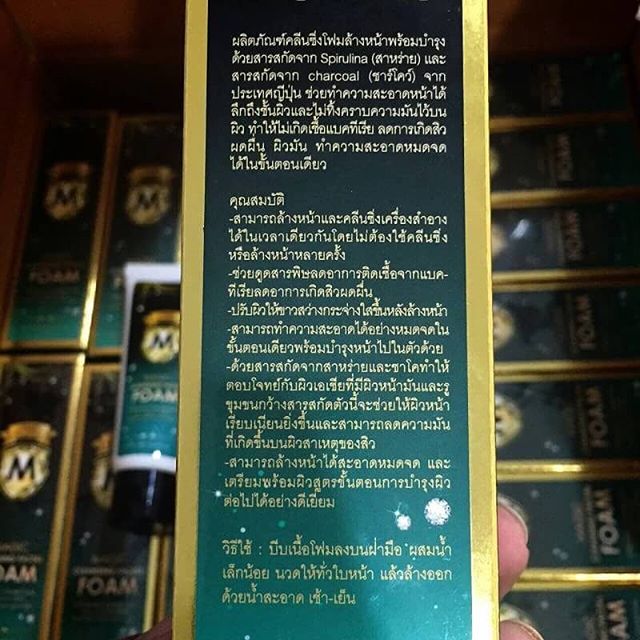 ผลิตภัณฑ์คลีนซิ่งโฟมล้างหน้าพร้อมบำรุง
ด้วยสารสกัดจาก Spirulina (สาหร่าย) และ
สารสกัดจาก charcoal (ชาร์โคว์) จาก
ประเทศญี่ปุ่น ช่วยทำความสะอาดหน้าได้
ลึกถึงชั้นผิวและไม่ทิ้งคราบความมันไว้บน
ผิว ทำให้ไม่เกิดเชื้อแบคทีเรีย ลดการเกิดสิว
ผดผื่น ผิวมัน ทำความสะอาดหมดจด
ได้ในขั้นตอนเดียว
คุณสมบัติ
-สามารถล้างหน้าและคลีนซิ่งเครื่องสำอาง
ได้ในเวลาเดียวกันโดยไม่ต้องใช้คลีนซิ่ง
หรือล้างหน้าหลายครั้ง
-ช่วยดูดสารพิษลดอาการติดเชื้อจากแบค-
ทีเรียลดอาการเกิดสิวผดผื่น
-ปรับผิวให้ขาวสว่างกระจ่างใสขึ้นหลังล้างหน้า
-สามารถทำความสะอาดได้อย่างหมดจดใน
ขั้นตอนเดียวพร้อมบำรุงหน้าไปในตัวด้วย
-ด้วยสารสกัดจากสาหร่ายและชาโคทำให้
ตอบโจทย์กับผิวเอเชียที่มีผิวหน้ามันและรู
ขุมขนกว้างสารสกัดตัวนี้จะช่วยให้ผิวหน้า
เรียบเนียนยิ่งขึ้นและสามารถลดความมัน
ที่เกิดขึ้นบนผิวสาเหตุของสิว
-สามารถล้างหน้าได้สะอาดหมดจด และ
เตรียมพร้อมผิวสูตรขั้นตอนการบำรุงผิว
ต่อไปได้อย่างดีเยี่ยม
วิธีใช้ : บีบเนื้อโฟมลงบนฝ่ามือ ผสมน้ำ
เล็กน้อย นวดให้ทั่วใบหน้า แล้วล้างออก
ด้วยน้ำสะอาด เช้า-เย็น
M
FOAM
M
FOAM
M
FOAM
FOAM
FOAM
FOAM
FOAM